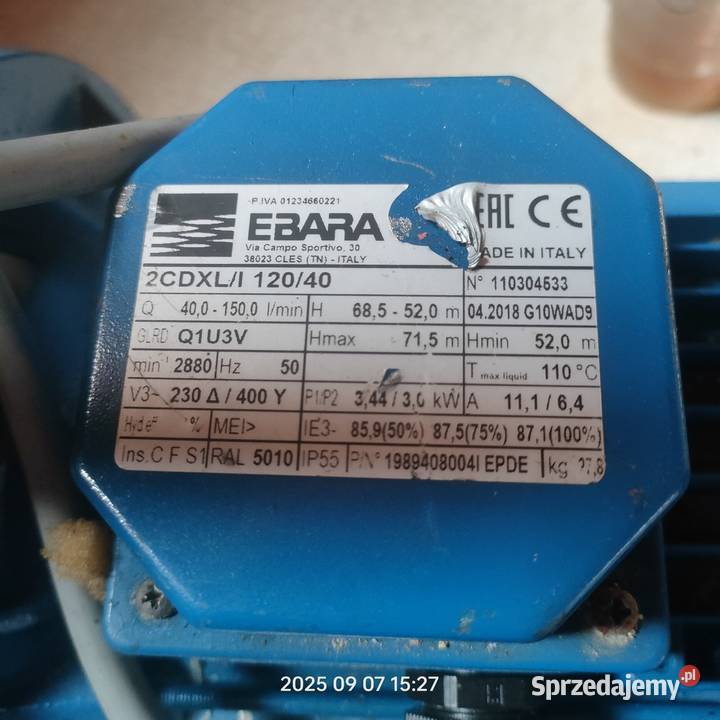 P.IVA 01234660221
EBARA
Via Campo Sportivo, 30
38023 CLES (TN) - ITALY
EAC CE
MADE IN ITALY
2CDXL/I 120/40 N° 110304533
Q 40,0 - 150,0 l/min H 68,5 - 52,0 m 04.2018 G10WAD9
GLRD Q1U3V Hmax 71,5 m Hmin 52,0 m
min⁻¹ 2880 Hz 50 T max liquid 110 °C
V3~ 230 Δ / 400 Y P1/P2 3,44 / 3,0 kW A 11,1 / 6,4
% MEI> IE3- 85,9(50%) 87,5(75%) 87,1(100%)
Ins.C F S1 RAL 5010 IP55 P/N° 1989408004I EPDE kg
2025 09 07 15:27
Sprzedajemy.pl